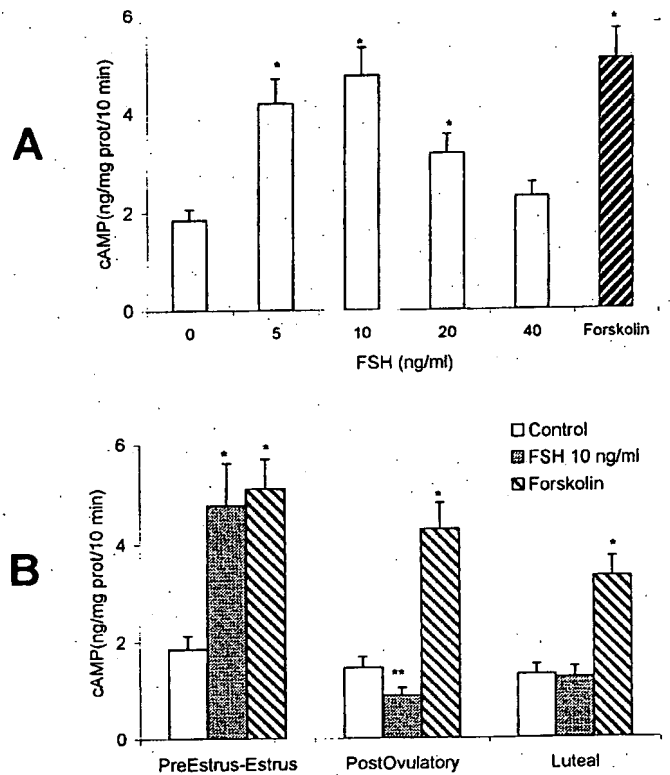 A
cAMP(ng/mg prot/10 min)
6
4
2
0
*
*
*
*
0 5 10 20 40 Forskolin
FSH (ng/ml)
B
cAMP(ng/mg prot/10 min)
6
4
2
0
Control
FSH 10 ng/ml
Forskolin
* *
*
**
*
PreEstrus-Estrus PostOvulatory Luteal